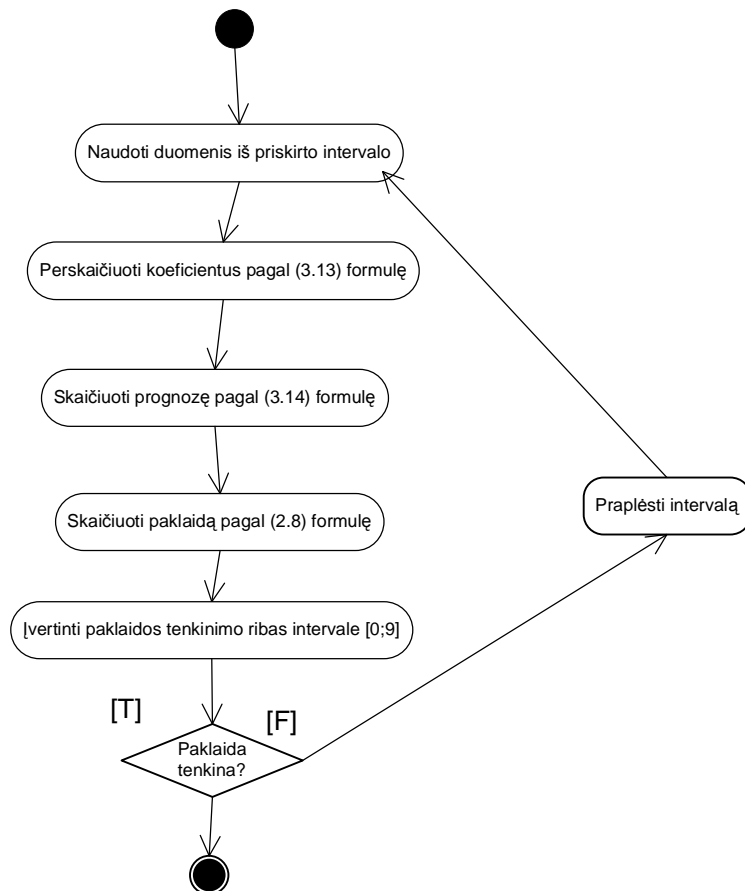 Naudoti duomenis iš priskirto intervalo
Perskaičiuoti koeficientus pagal (3.13) formulę
Skaičiuoti prognozę pagal (3.14) formulę
Skaičiuoti paklaidą pagal (2.8) formulę
Praplėsti intervalą
Įvertinti paklaidos tenkinimo ribas intervale [0;9]
[T]
[F]
Paklaida
tenkina?